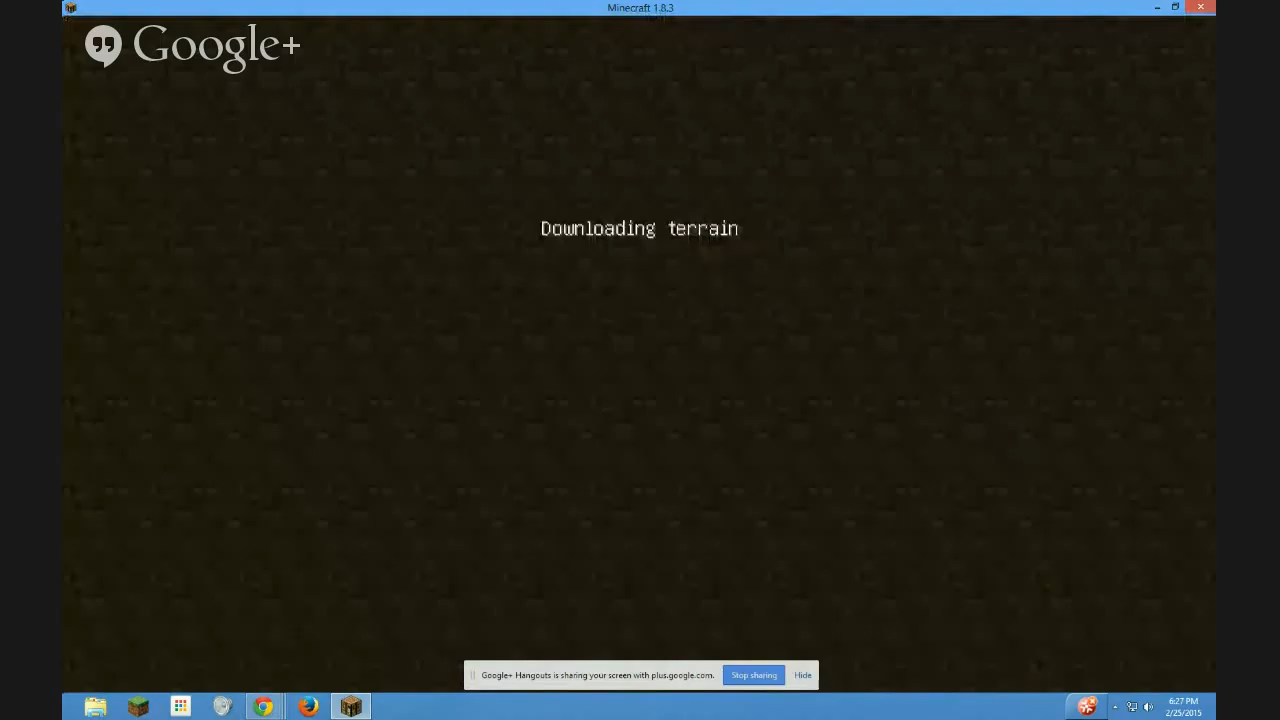 Minecraft 1.8.3
Google+
Downloading terrain
Google+ Hangouts is sharing your screen with plus.google.com.
Stop sharing
Hide
6:27 PM
2/25/2015